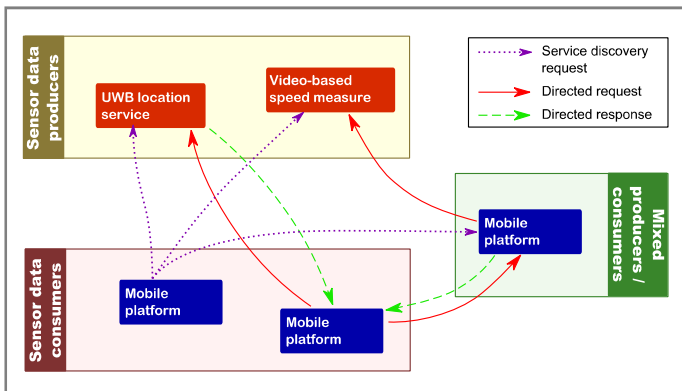 Sensor data
producers
UWB location
service
Video-based
speed measure
Service discovery
request
Directed request
Directed response
Mobile
platform
Mixed
producers /
consumers
Sensor data
consumers
Mobile
platform
Mobile
platform